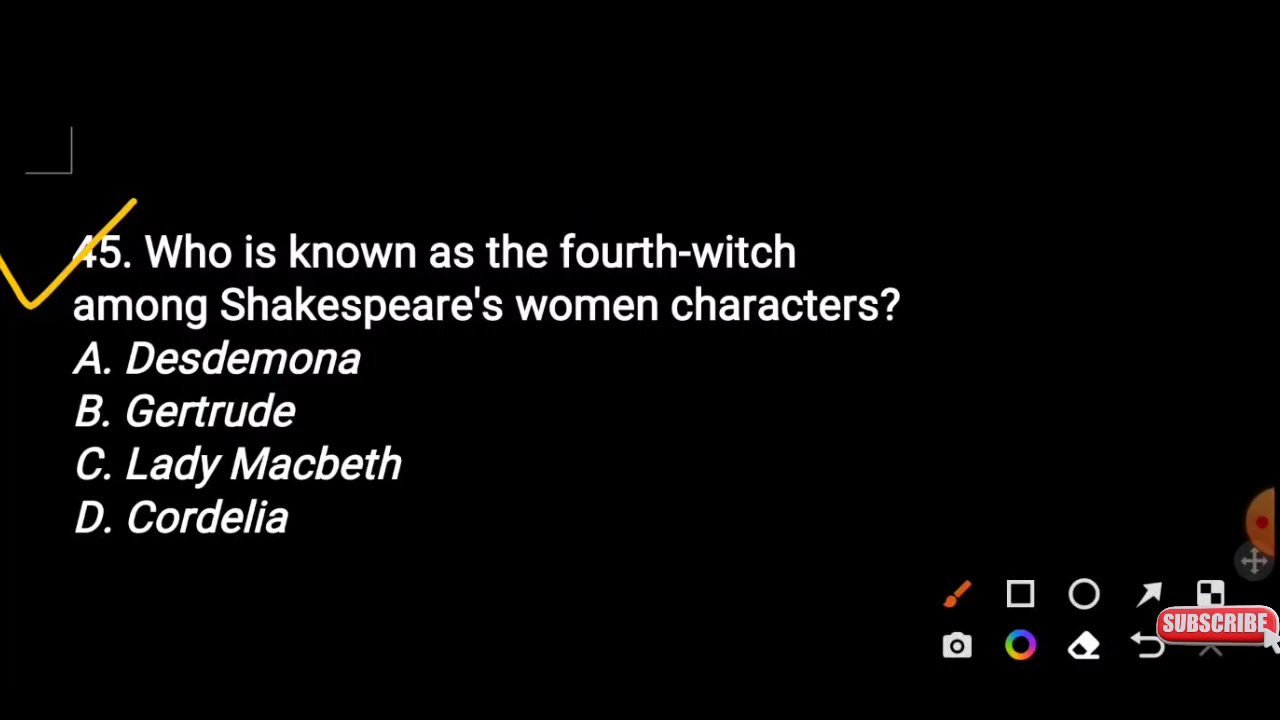 45. Who is known as the fourth-witch
among Shakespeare's women characters?
A. Desdemona
B. Gertrude
C. Lady Macbeth
D. Cordelia
SUBSCRIBE